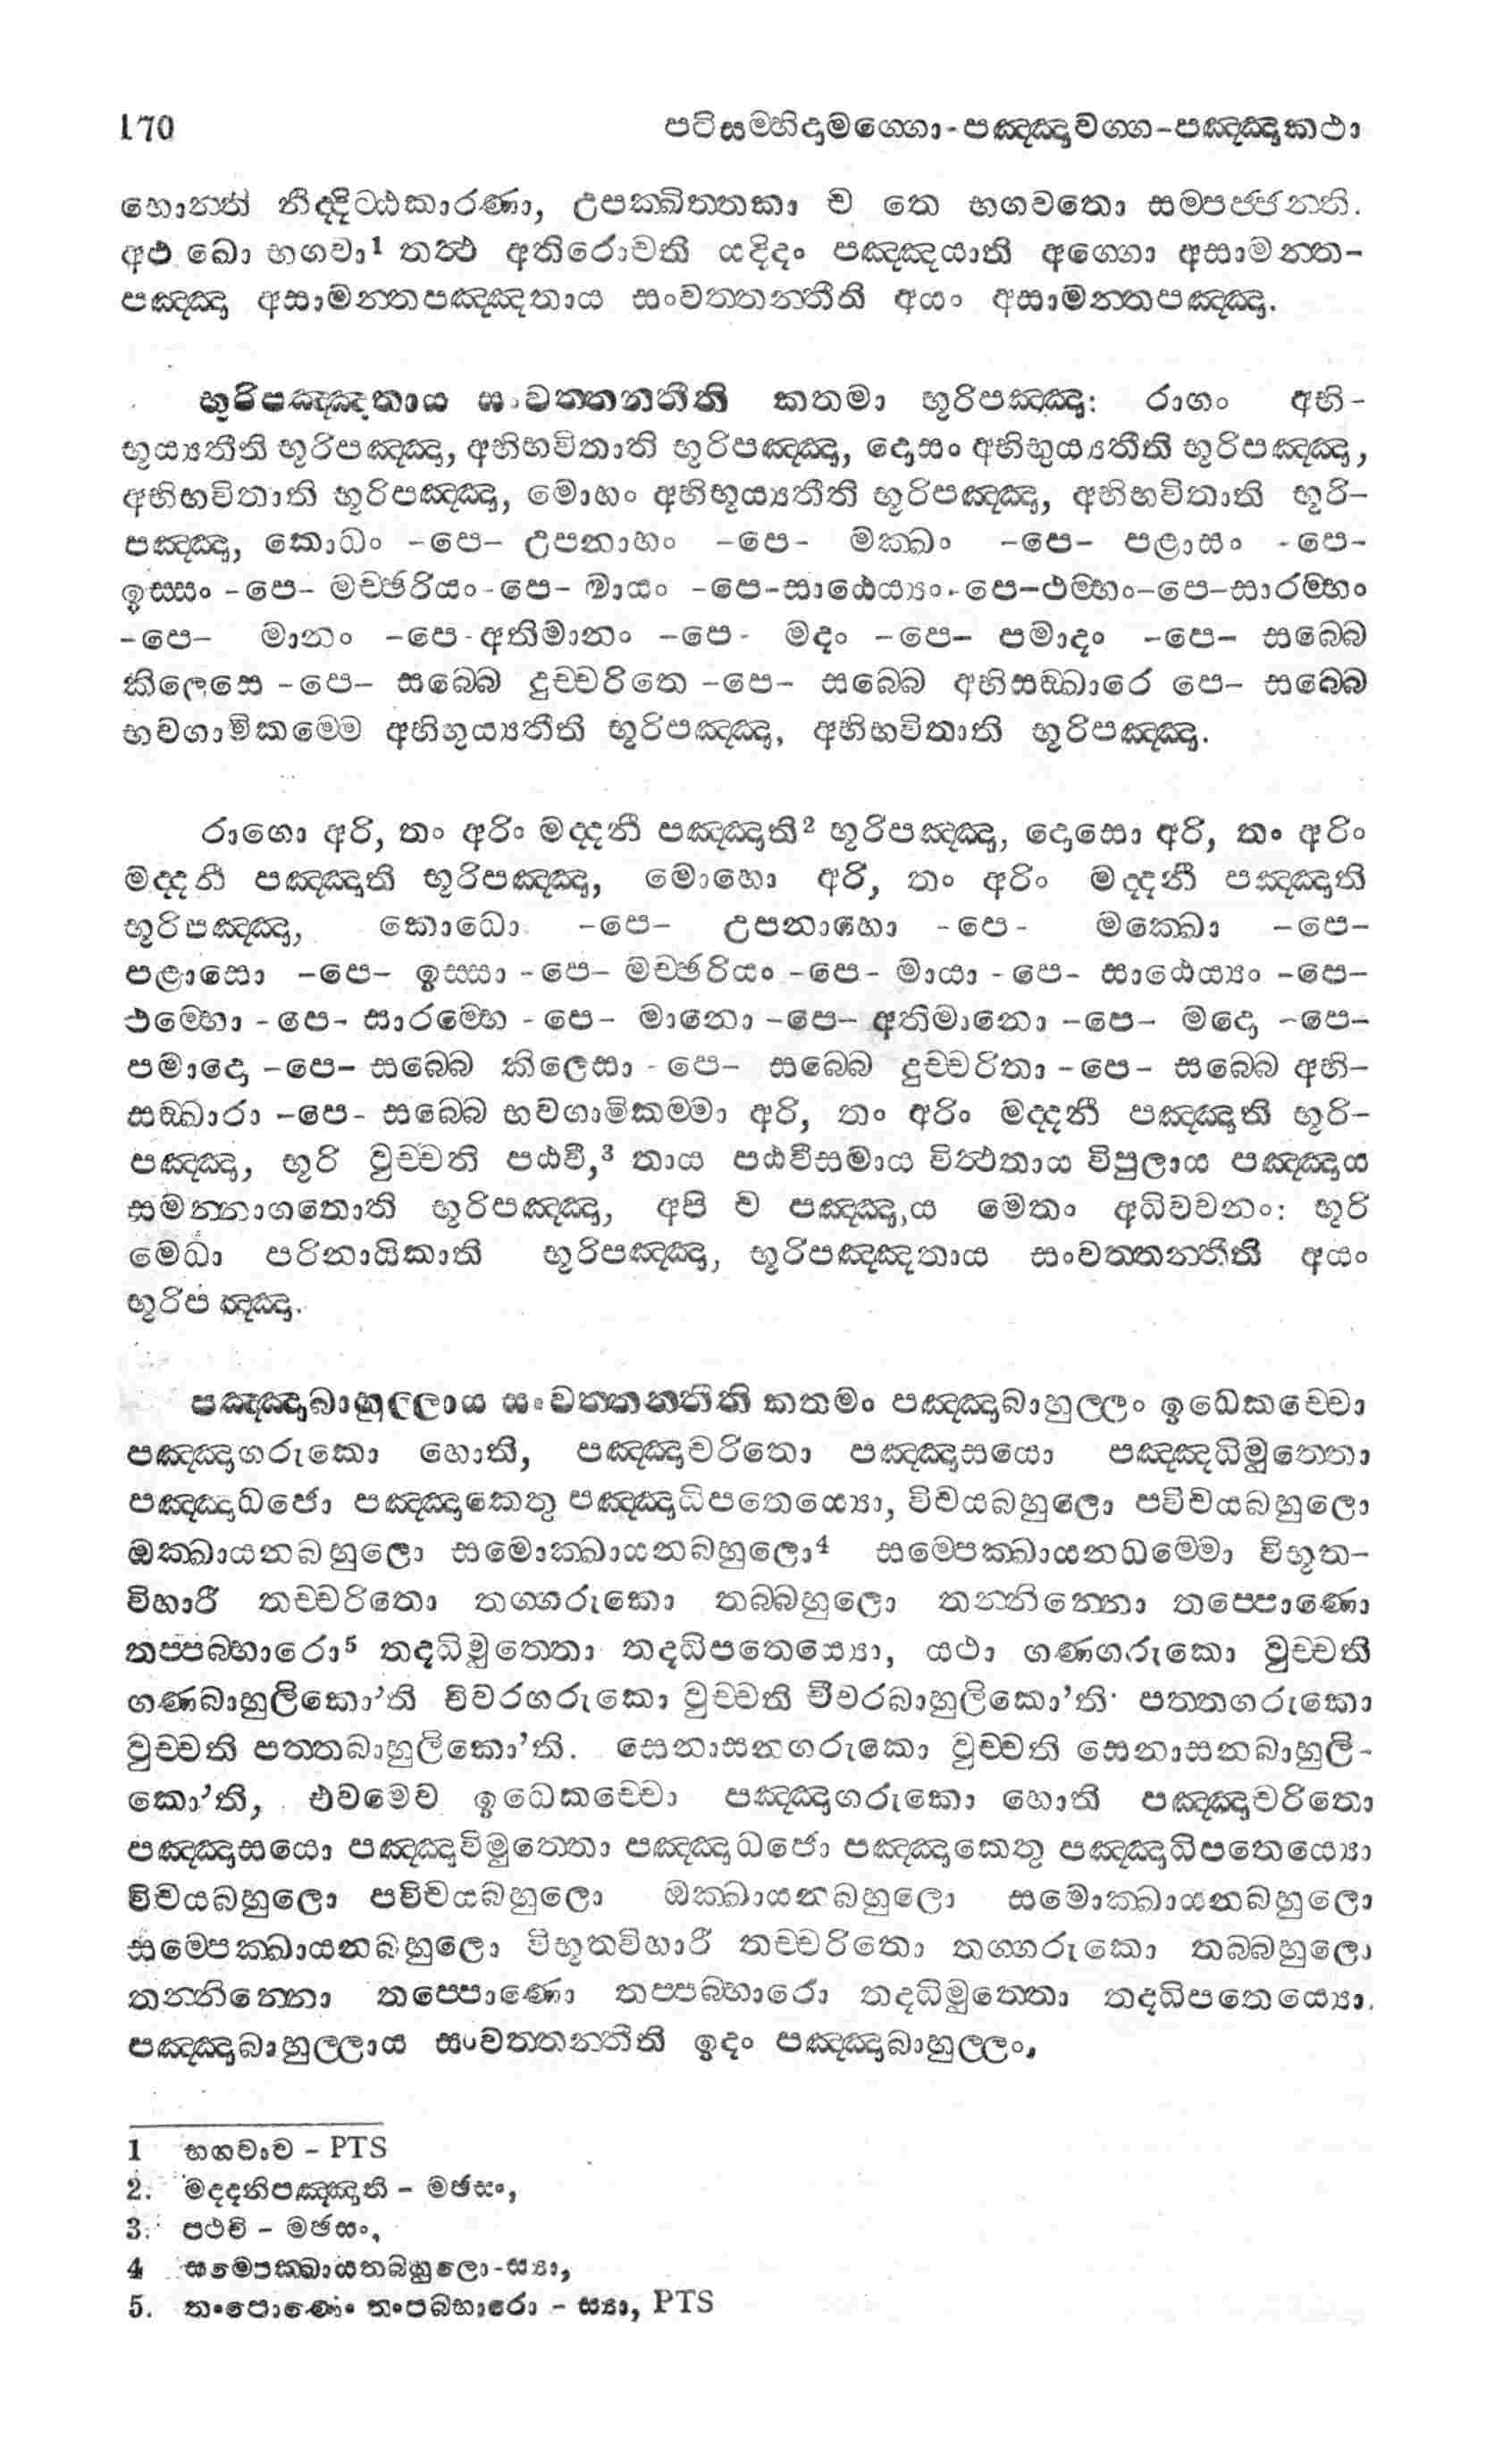 170 පටිසම්භිදාමග්ගො-පඤ්ඤාවග්ග-පඤ්ඤාකථා
හොන්ති නිද්දිට්ඨකාරණා, උපක්ඛිත්තකා ච තෙ භගවතො සම්පජ්ජන්ති.
අථ ඛො භගවා1 තත්ථ අතිරොචති යදිදං පඤ්ඤයාති අග්ගො අසාමන්ත-
පඤ්ඤා අසාමන්තපඤ්ඤතාය සංවත්තන්තීති අයං අසාමන්තපඤ්ඤා.
භූරිපඤ්ඤතාය සංවත්තන්තීති කතමා භූරිපඤ්ඤා: රාගං අභි-
භූය්‍යතීති භූරිපඤ්ඤා, අභිභවිතාති භූරිපඤ්ඤා, දොසං අභිභුය්‍යතීති භූරිපඤ්ඤා,
අභිභවිතාති භූරිපඤ්ඤා, මොහං අභිභූය්‍යතීති භූරිපඤ්ඤා, අභිභවිතාති භූරි-
පඤ්ඤා, කොධං -පෙ- උපනාහං -පෙ- මක්ඛං -පෙ- පළාසං -පෙ-
ඉස්සං -පෙ- මච්ඡරියං-පෙ- මායං -පෙ-සාඨෙය්‍යං-පෙ-ථම්භං-පෙ-සාරම්භං
-පෙ- මානං -පෙ-අතිමානං -පෙ- මදං -පෙ- පමාදං -පෙ- සබ්බෙ
කිලෙසෙ -පෙ- සබ්බෙ දුච්චරිතෙ -පෙ- සබ්බෙ අභිසඞ්ඛාරෙ පෙ- සබ්බෙ
භවගාමිකම්මෙ අභිභුය්‍යතීති භූරිපඤ්ඤා, අභිභවිතාති භූරිපඤ්ඤා.
රාගො අරි, තං අරිං මද්දනී පඤ්ඤාති2 භූරිපඤ්ඤා, දොසො අරි, තං අරිං
මද්දනී පඤ්ඤාති භූරිපඤ්ඤා, මොහො අරි, තං අරිං මද්දනී පඤ්ඤාති
භූරිපඤ්ඤා, කොධො -පෙ- උපනාහො -පෙ- මක්ඛො -පෙ-
පළාසො -පෙ- ඉස්සා -පෙ- මච්ඡරියං -පෙ- මායා -පෙ- සාඨෙය්‍යං -පෙ-
ථම්භො -පෙ- සාරම්භෙ -පෙ- මානො -පෙ- අතිමානො -පෙ- මදො -පෙ-
පමාදො -පෙ- සබ්බෙ කිලෙසා -පෙ- සබ්බෙ දුච්චරිතා -පෙ- සබ්බෙ අභි-
සඞ්ඛාරා -පෙ- සබ්බෙ භවගාමිකම්මා අරි, තං අරිං මද්දනී පඤ්ඤාති භූරි-
පඤ්ඤා, භූරි වුච්චති පඨවී,3 තාය පඨවීසමාය විත්ථතාය විපුලාය පඤ්ඤාය
සමන්නාගතොති භූරිපඤ්ඤා, අපි ච පඤ්ඤාය මෙතං අධිවචනං: භූරි
මෙධා පරිනායිකාති භූරිපඤ්ඤා, භූරිපඤ්ඤතාය සංවත්තන්තීති අයං
භූරිපඤ්ඤා.
පඤ්ඤාබාහුල්ලාය සංවත්තන්තීති කතමං පඤ්ඤාබාහුල්ලං ඉධෙකච්චො
පඤ්ඤාගරුකො හොති, පඤ්ඤාචරිතො පඤ්ඤාසයො පඤ්ඤධිමුත්තො
පඤ්ඤාධජො පඤ්ඤාකෙතු පඤ්ඤාධිපතෙය්‍යො, විචයබහුලො පවිචයබහුලො
ඔක්ඛායනබහුලො සමොක්ඛායනබහුලො4 සම්පෙක්ඛායනධම්මො විභූත-
විහාරී තච්චරිතො තග්ගරුකො තබ්බහුලො තන්නින්නො තප්පොණො
තප්පබ්භාරො5 තදධිමුත්තො තදධිපතෙය්‍යො, යථා ගණගරුකො වුච්චති
ගණබාහුලිකො'ති චීවරගරුකො වුච්චති චීවරබාහුලිකො'ති පත්තගරුකො
වුච්චති පත්තබාහුලිකො'ති. සෙනාසනගරුකො වුච්චති සෙනාසනබාහුලි-
කො'ති, එවමෙව ඉධෙකච්චො පඤ්ඤාගරුකො හොති පඤ්ඤාචරිතො
පඤ්ඤාසයො පඤ්ඤාවිමුත්තො පඤ්ඤාධජො පඤ්ඤාකෙතු පඤ්ඤාධිපතෙය්‍යො
විචයබහුලො පවිචයබහුලො ඔක්ඛායනබහුලො සමොක්ඛායනබහුලො
සම්පෙක්ඛායනබහුලො විභූතවිහාරී තච්චරිතො තග්ගරුකො තබ්බහුලො
තන්නින්නො තප්පොණො තප්පබ්භාරො තදධිමුත්තො තදධිපතෙය්‍යො.
පඤ්ඤාබාහුල්ලාය සංවත්තන්තීති ඉදං පඤ්ඤාබාහුල්ලං,
1 භගවාච - PTS
2. මද්දනිපඤ්ඤාති - මඡසං,
3. පථවි - මඡසං,
4 සම්පෙක්ඛායනබහුලො-ස්‍යා,
5. තංපොණො තංපබ්භාරො - ස්‍යා, PTS